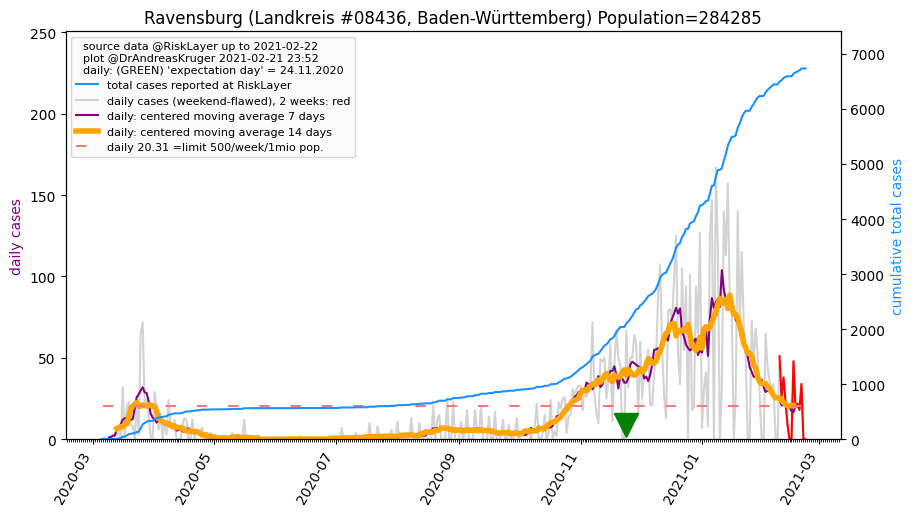 Ravensburg (Landkreis #08436, Baden-Württemberg) Population=284285
source data @RiskLayer up to 2021-02-22
plot @DrAndreasKruger 2021-02-21 23:52
daily: (GREEN) 'expectation day' = 24.11.2020
total cases reported at RiskLayer
daily cases (weekend-flawed), 2 weeks: red
daily: centered moving average 7 days
daily: centered moving average 14 days
daily 20.31 =limit 500/week/1mio pop.
daily cases
250
200
150
100
50
0
cumulative total cases
7000
6000
5000
4000
3000
2000
1000
0
2020-03
2020-05
2020-07
2020-09
2020-11
2021-01
2021-03